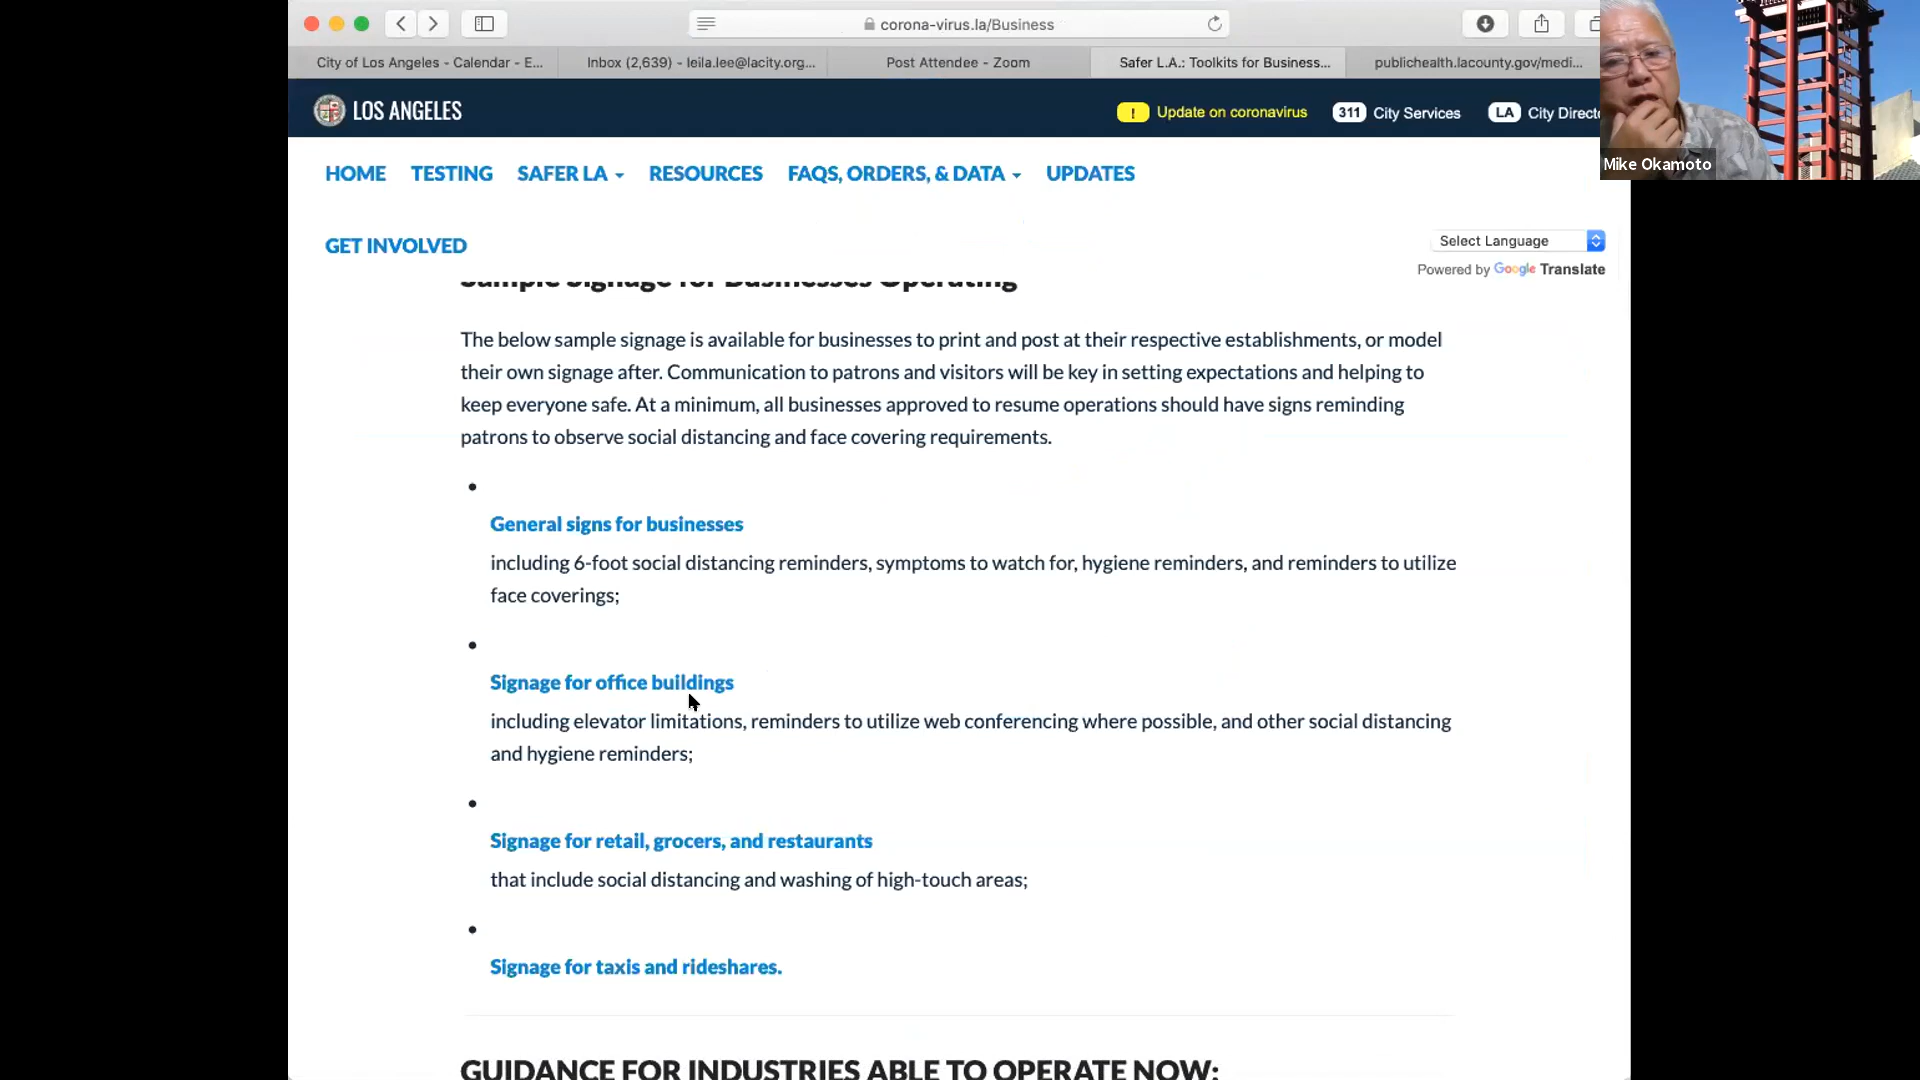 corona-virus.la/Business
City of Los Angeles - Calendar - E...
Inbox (2,639) - leila.lee@lacity.org...
Post Attendee - Zoom
Safer L.A.: Toolkits for Business...
publichealth.lacounty.gov/medi...
LOS ANGELES
! Update on coronavirus
311 City Services
LA City Directo
Mike Okamoto
HOME TESTING SAFER LA RESOURCES FAQS, ORDERS, & DATA UPDATES
GET INVOLVED
Select Language
Powered by Google Translate
Sample Signage for Businesses Operating
The below sample signage is available for businesses to print and post at their respective establishments, or model
their own signage after. Communication to patrons and visitors will be key in setting expectations and helping to
keep everyone safe. At a minimum, all businesses approved to resume operations should have signs reminding
patrons to observe social distancing and face covering requirements.
General signs for businesses
including 6-foot social distancing reminders, symptoms to watch for, hygiene reminders, and reminders to utilize
face coverings;
Signage for office buildings
including elevator limitations, reminders to utilize web conferencing where possible, and other social distancing
and hygiene reminders;
Signage for retail, grocers, and restaurants
that include social distancing and washing of high-touch areas;
Signage for taxis and rideshares.
GUIDANCE FOR INDUSTRIES ABLE TO OPERATE NOW: